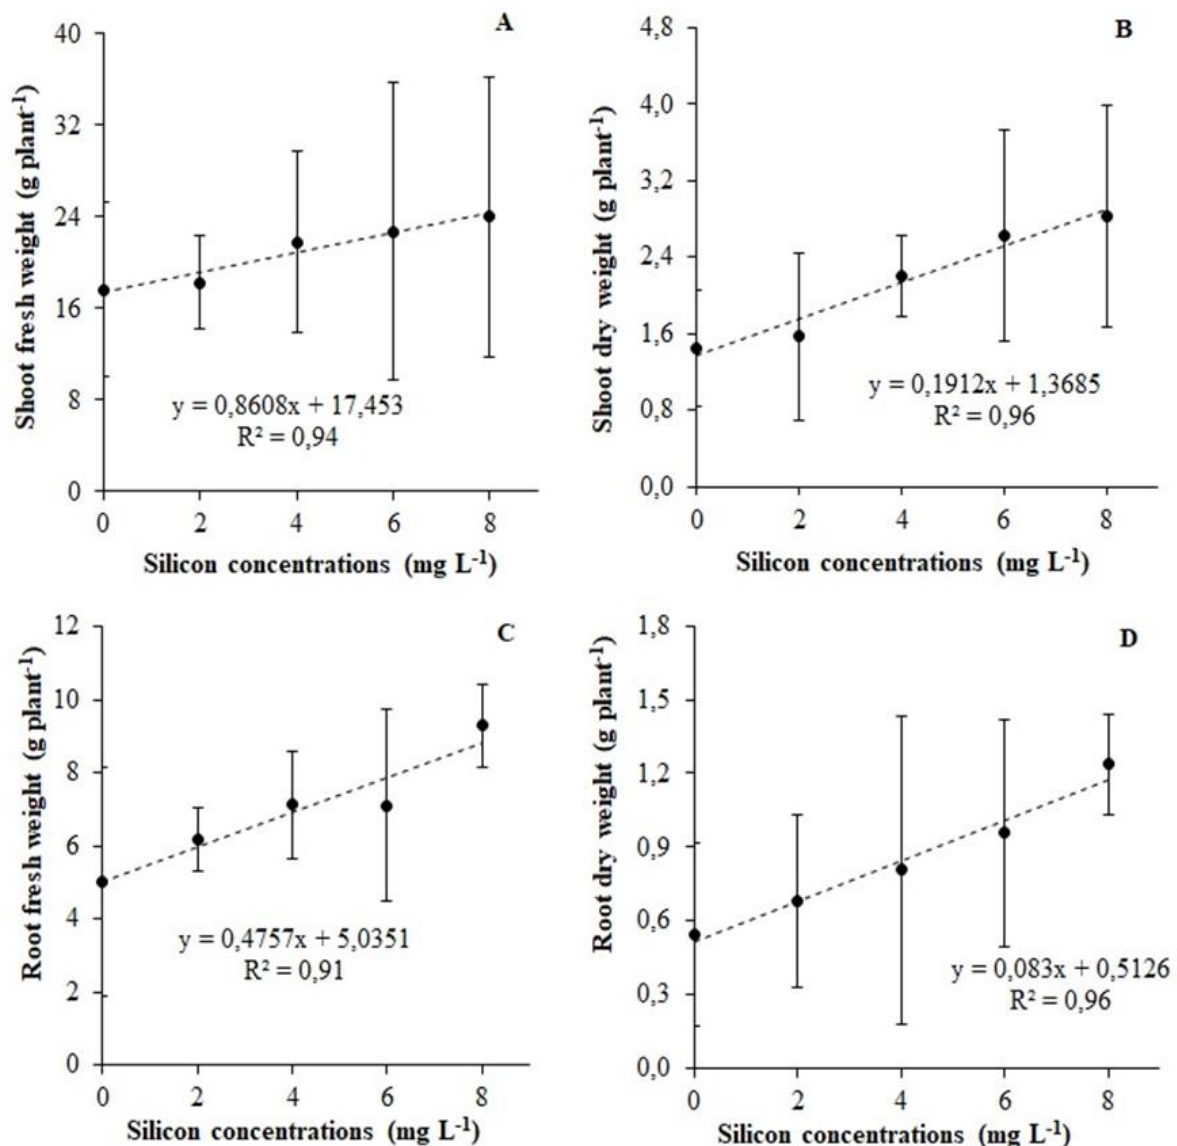 A
Shoot fresh weight (g plant⁻¹)
40
32
24
16
8
0
y = 0,8608x + 17,453
R² = 0,94
0 2 4 6 8
Silicon concentrations (mg L⁻¹)
B
Shoot dry weight (g plant⁻¹)
4,8
4,0
3,2
2,4
1,6
0,8
0,0
y = 0,1912x + 1,3685
R² = 0,96
0 2 4 6 8
Silicon concentrations (mg L⁻¹)
C
Root fresh weight (g plant⁻¹)
12
10
8
6
4
2
0
y = 0,4757x + 5,0351
R² = 0,91
0 2 4 6 8
Silicon concentrations (mg L⁻¹)
D
Root dry weight (g plant⁻¹)
1,8
1,5
1,2
0,9
0,6
0,3
0,0
y = 0,083x + 0,5126
R² = 0,96
0 2 4 6 8
Silicon concentrations (mg L⁻¹)